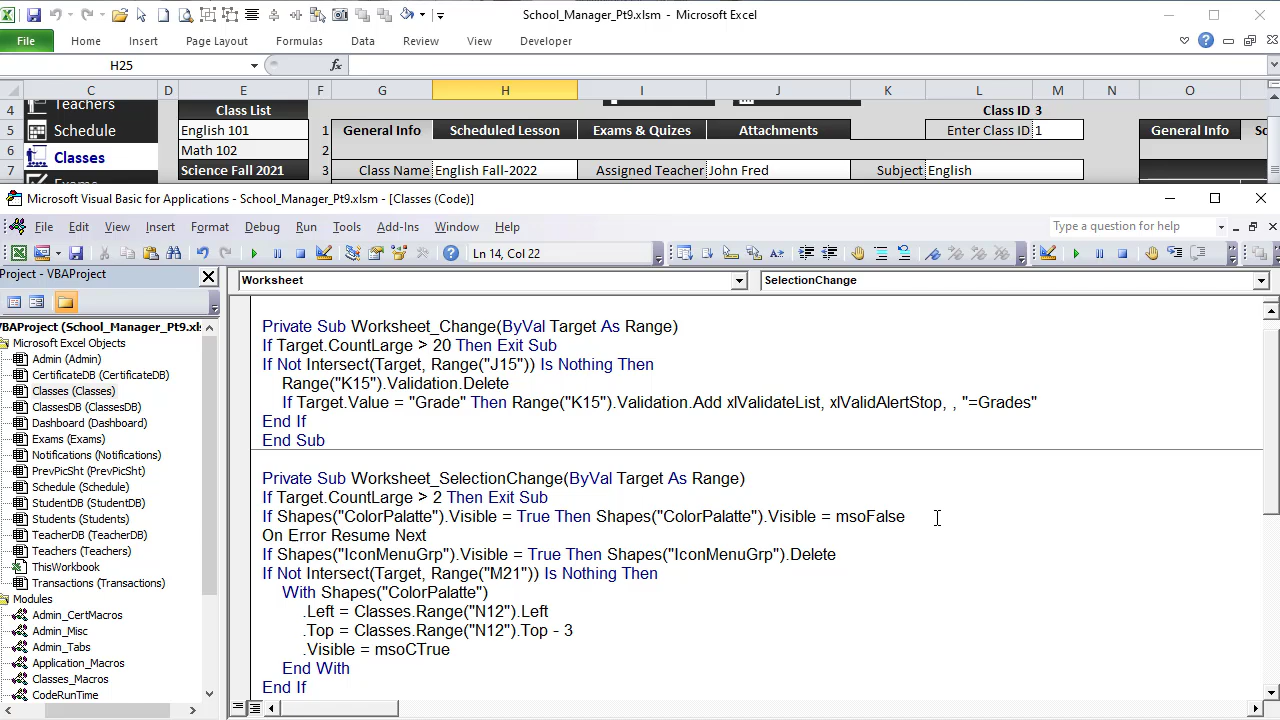 School_Manager_Pt9.xlsm - Microsoft Excel
File Home Insert Page Layout Formulas Data Review View Developer
H25 fx
C D E F G H I J K L M N O
4 Teachers Class List Class ID 3
5 Schedule English 101 1 General Info Scheduled Lesson Exams & Quizes Attachments Enter Class ID 1 General Info Sc
6 Classes Math 102 2
7 Exams Science Fall 2021 3 Class Name English Fall-2022 Assigned Teacher John Fred Subject English
Microsoft Visual Basic for Applications - School_Manager_Pt9.xlsm - [Classes (Code)]
File Edit View Insert Format Debug Run Tools Add-Ins Window Help Type a question for help
Ln 14, Col 22
Project - VBAProject
Worksheet SelectionChange
VBAProject (School_Manager_Pt9.xls
Microsoft Excel Objects
Admin (Admin)
CertificateDB (CertificateDB)
Classes (Classes)
ClassesDB (ClassesDB)
Dashboard (Dashboard)
Exams (Exams)
Notifications (Notifications)
PrevPicSht (PrevPicSht)
Schedule (Schedule)
StudentDB (StudentDB)
Students (Students)
TeacherDB (TeacherDB)
Teachers (Teachers)
ThisWorkbook
Transactions (Transactions)
Modules
Admin_CertMacros
Admin_Misc
Admin_Tabs
Application_Macros
Classes_Macros
CodeRunTime
Private Sub Worksheet_Change(ByVal Target As Range)
If Target.CountLarge > 20 Then Exit Sub
If Not Intersect(Target, Range("J15")) Is Nothing Then
Range("K15").Validation.Delete
If Target.Value = "Grade" Then Range("K15").Validation.Add xlValidateList, xlValidAlertStop, , "=Grades"
End If
End Sub
Private Sub Worksheet_SelectionChange(ByVal Target As Range)
If Target.CountLarge > 2 Then Exit Sub
If Shapes("ColorPalatte").Visible = True Then Shapes("ColorPalatte").Visible = msoFalse
On Error Resume Next
If Shapes("IconMenuGrp").Visible = True Then Shapes("IconMenuGrp").Delete
If Not Intersect(Target, Range("M21")) Is Nothing Then
With Shapes("ColorPalatte")
.Left = Classes.Range("N12").Left
.Top = Classes.Range("N12").Top - 3
.Visible = msoCTrue
End With
End If